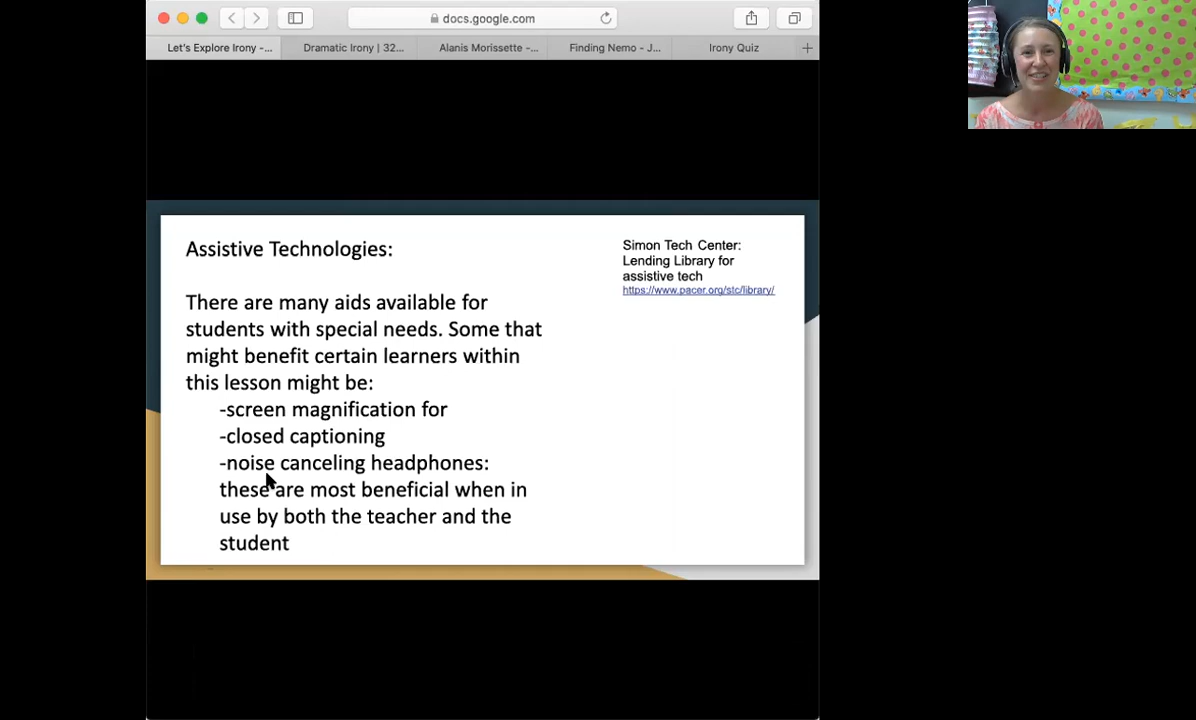 docs.google.com
Let's Explore Irony -...
Dramatic Irony | 32...
Alanis Morissette -...
Finding Nemo - J...
Irony Quiz
Assistive Technologies:
There are many aids available for
students with special needs. Some that
might benefit certain learners within
this lesson might be:
-screen magnification for
-closed captioning
-noise canceling headphones:
these are most beneficial when in
use by both the teacher and the
student
Simon Tech Center:
Lending Library for
assistive tech
https://www.pacer.org/stc/library/